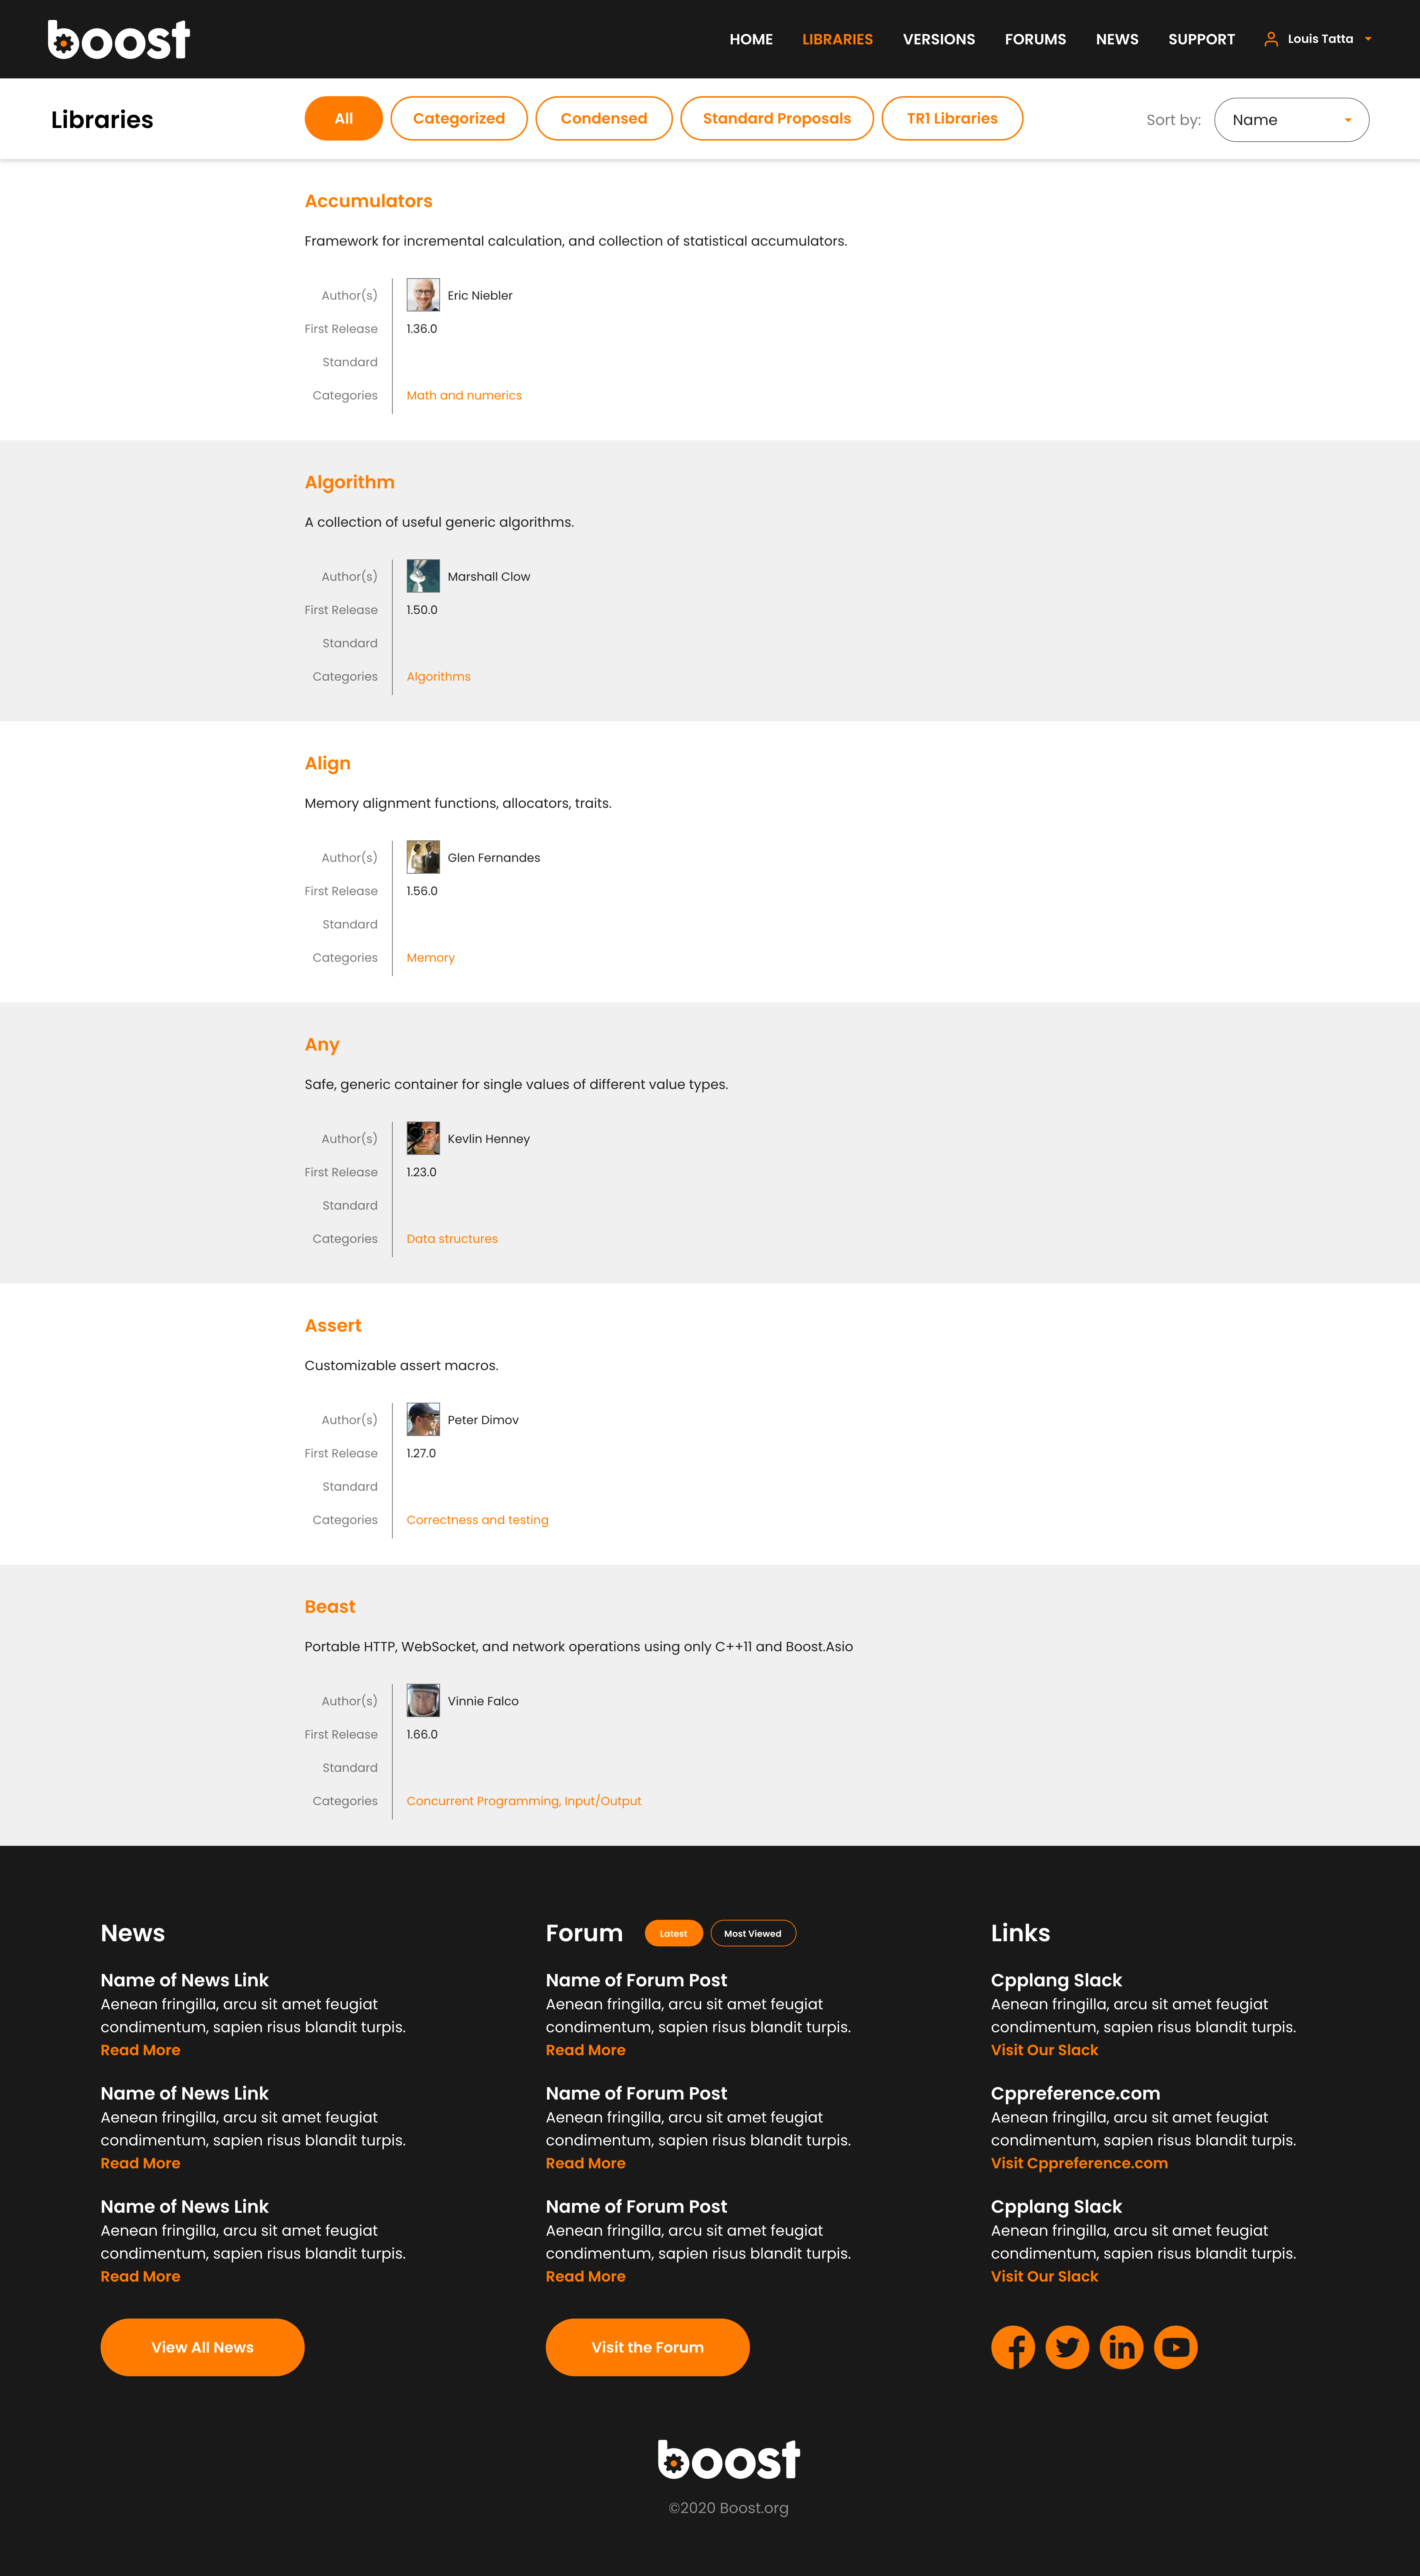 boost
HOME LIBRARIES VERSIONS FORUMS NEWS SUPPORT Louis Tatta
Libraries All Categorized Condensed Standard Proposals TR1 Libraries Sort by: Name
Accumulators
Framework for incremental calculation, and collection of statistical accumulators.
Author(s) Eric Niebler
First Release 1.36.0
Standard
Categories Math and numerics
Algorithm
A collection of useful generic algorithms.
Author(s) Marshall Clow
First Release 1.50.0
Standard
Categories Algorithms
Align
Memory alignment functions, allocators, traits.
Author(s) Glen Fernandes
First Release 1.56.0
Standard
Categories Memory
Any
Safe, generic container for single values of different value types.
Author(s) Kevlin Henney
First Release 1.23.0
Standard
Categories Data structures
Assert
Customizable assert macros.
Author(s) Peter Dimov
First Release 1.27.0
Standard
Categories Correctness and testing
Beast
Portable HTTP, WebSocket, and network operations using only C++11 and Boost.Asio
Author(s) Vinnie Falco
First Release 1.66.0
Standard
Categories Concurrent Programming, Input/Output
News
Name of News Link
Aenean fringilla, arcu sit amet feugiat
condimentum, sapien risus blandit turpis.
Read More
Name of News Link
Aenean fringilla, arcu sit amet feugiat
condimentum, sapien risus blandit turpis.
Read More
Name of News Link
Aenean fringilla, arcu sit amet feugiat
condimentum, sapien risus blandit turpis.
Read More
View All News
Forum Latest Most Viewed
Name of Forum Post
Aenean fringilla, arcu sit amet feugiat
condimentum, sapien risus blandit turpis.
Read More
Name of Forum Post
Aenean fringilla, arcu sit amet feugiat
condimentum, sapien risus blandit turpis.
Read More
Name of Forum Post
Aenean fringilla, arcu sit amet feugiat
condimentum, sapien risus blandit turpis.
Read More
Visit the Forum
Links
Cpplang Slack
Aenean fringilla, arcu sit amet feugiat
condimentum, sapien risus blandit turpis.
Visit Our Slack
Cppreference.com
Aenean fringilla, arcu sit amet feugiat
condimentum, sapien risus blandit turpis.
Visit Cppreference.com
Cpplang Slack
Aenean fringilla, arcu sit amet feugiat
condimentum, sapien risus blandit turpis.
Visit Our Slack
boost
©2020 Boost.org